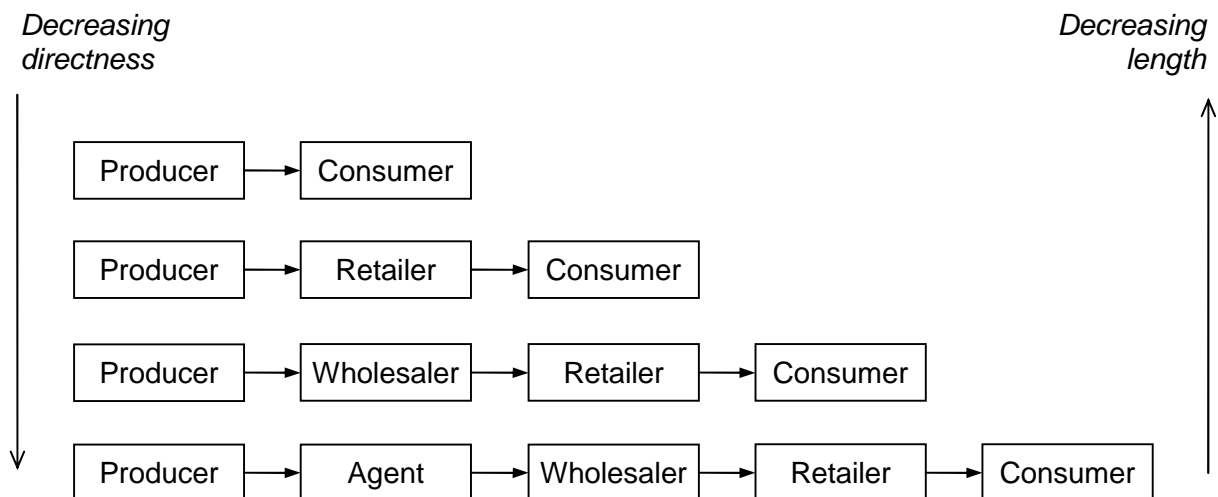 Decreasing
directness
Decreasing
length
Producer Consumer
Producer Retailer Consumer
Producer Wholesaler Retailer Consumer
Producer Agent Wholesaler Retailer Consumer